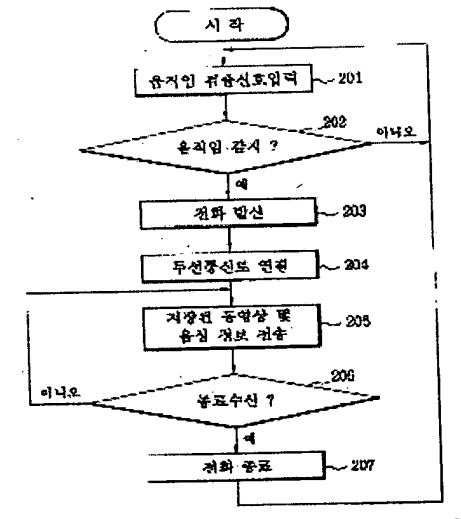 시 작
움직임 검출신호입력
201
움직임 감지 ?
202
아니오
예
전화 발신
203
무선통신로 연결
204
저장된 동영상 및
음성 정보 전송
205
종료수신 ?
206
아니오
예
전화 종료
207